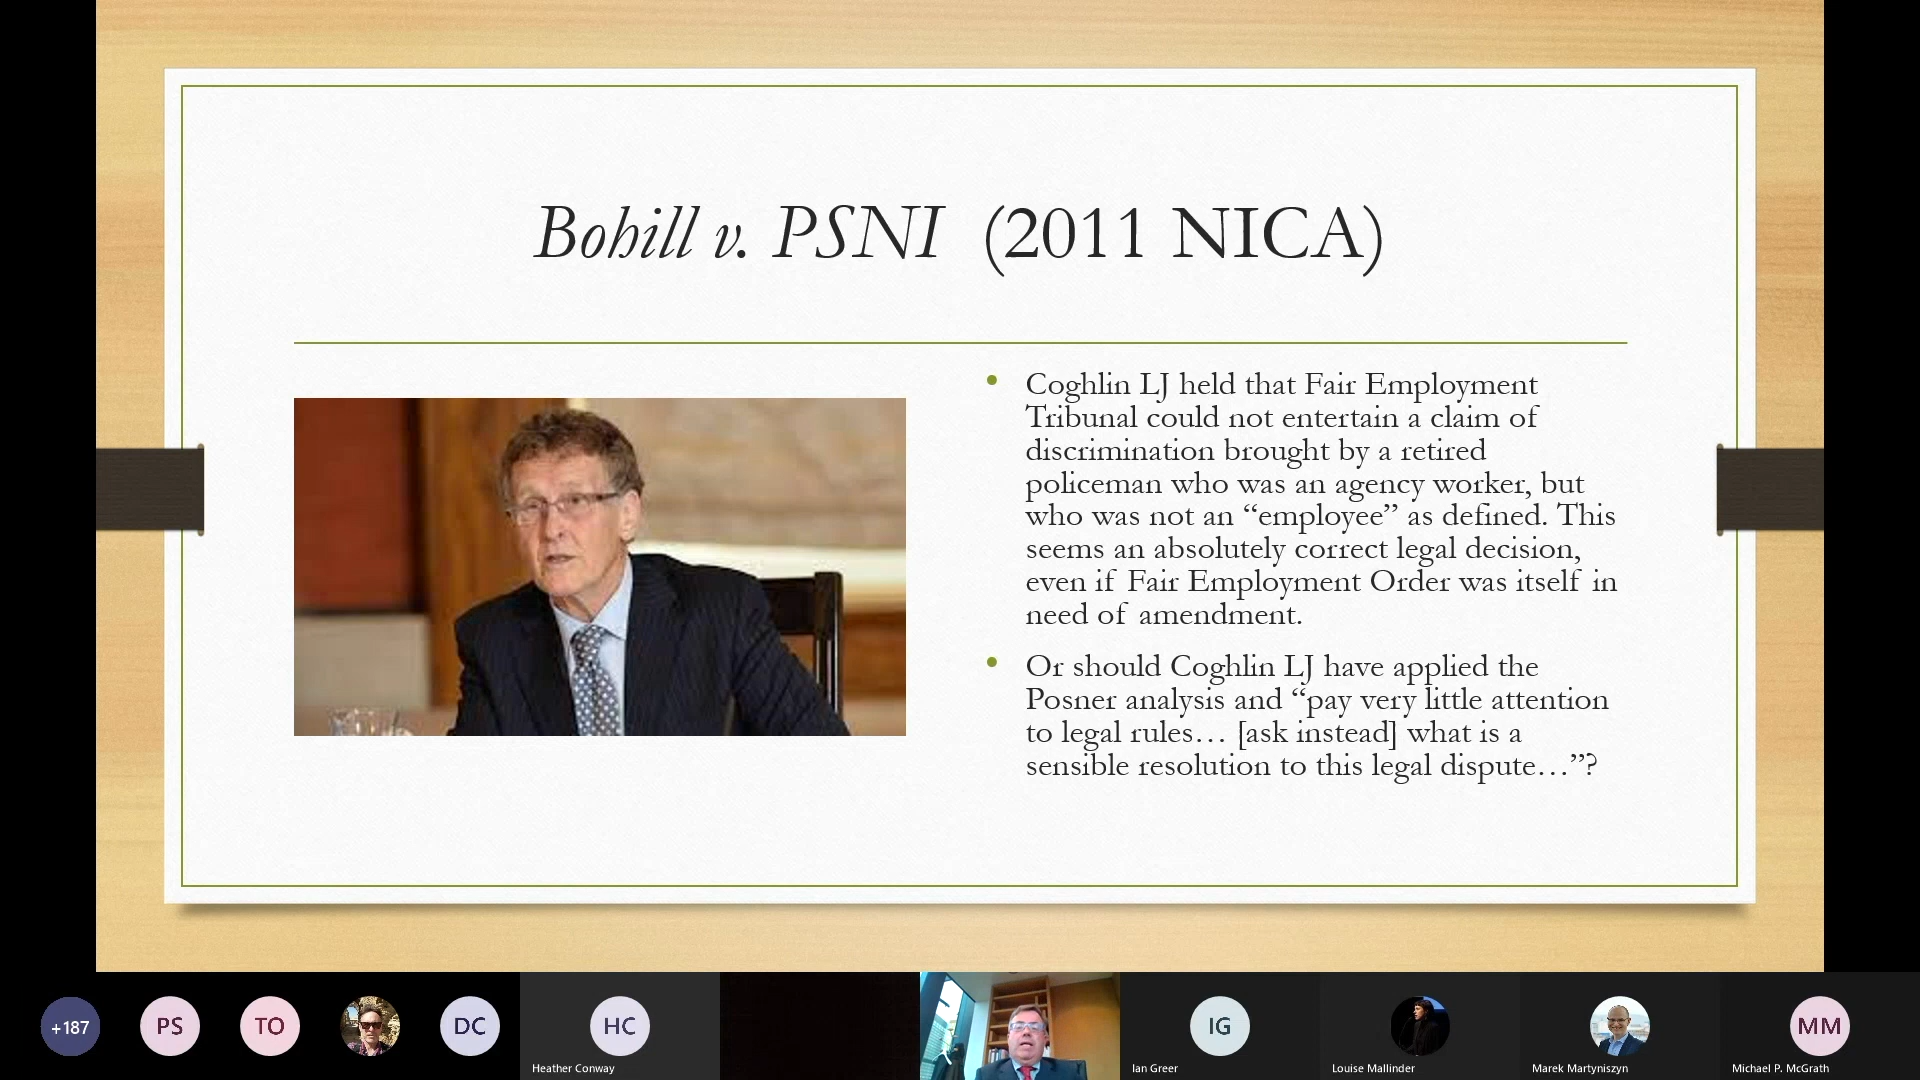 Bohill v. PSNI (2011 NICA)
• Coghlin LJ held that Fair Employment
Tribunal could not entertain a claim of
discrimination brought by a retired
policeman who was an agency worker, but
who was not an “employee” as defined. This
seems an absolutely correct legal decision,
even if Fair Employment Order was itself in
need of amendment.
• Or should Coghlin LJ have applied the
Posner analysis and “pay very little attention
to legal rules… [ask instead] what is a
sensible resolution to this legal dispute…”?
+187
PS
TO
DC
HC
Heather Conway
IG
Ian Greer
Louise Mallinder
Marek Martyniszyn
MM
Michael P. McGrath